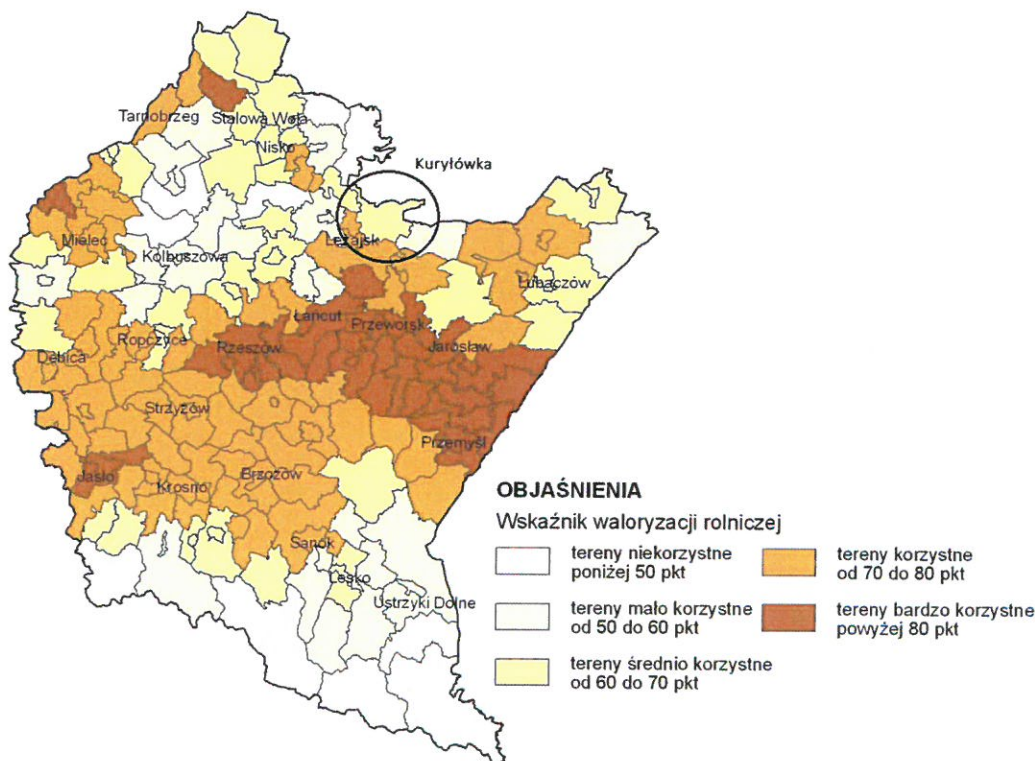 Tarnobrzeg
Stalowa Wola
Nisko
Kuryłówka
Mielec
Leżajsk
Kolbuszowa
Lubaczów
Łańcut
Przeworsk
Ropczyce
Rzeszów
Jarosław
Dębica
Strzyżów
Przemyśl
Jasło
Brzozów
Krosno
OBJAŚNIENIA
Wskaźnik waloryzacji rolniczej
Sanok
Lesko
Ustrzyki Dolne
tereny niekorzystne
poniżej 50 pkt
tereny mało korzystne
od 50 do 60 pkt
tereny średnio korzystne
od 60 do 70 pkt
tereny korzystne
od 70 do 80 pkt
tereny bardzo korzystne
powyżej 80 pkt